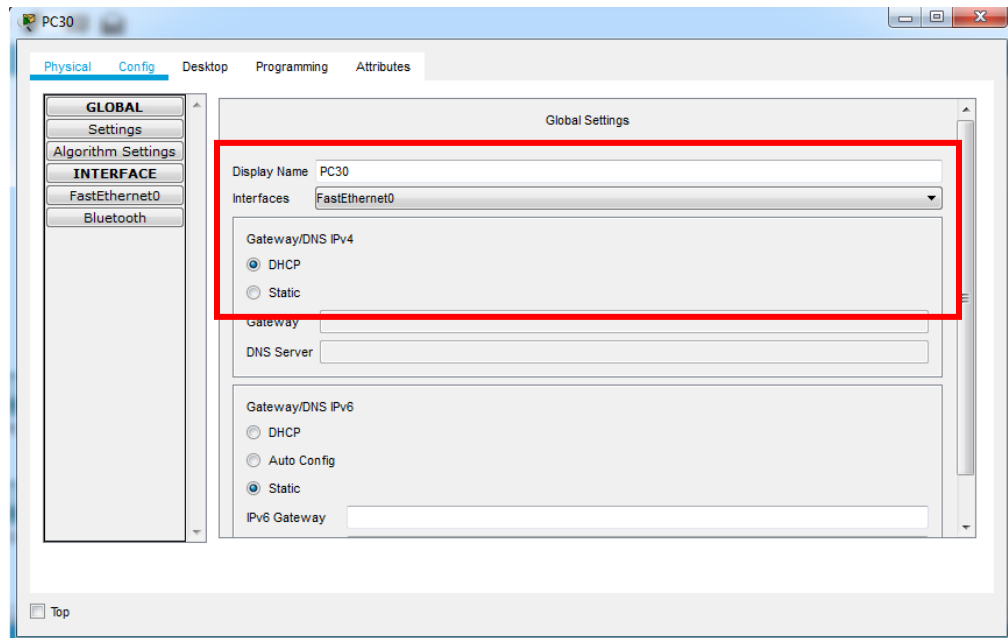 PC30
Physical Config Desktop Programming Attributes
GLOBAL
Settings
Algorithm Settings
INTERFACE
FastEthernet0
Bluetooth
Global Settings
Display Name PC30
Interfaces FastEthernet0
Gateway/DNS IPv4
DHCP
Static
Gateway
DNS Server
Gateway/DNS IPv6
DHCP
Auto Config
Static
IPv6 Gateway
Top